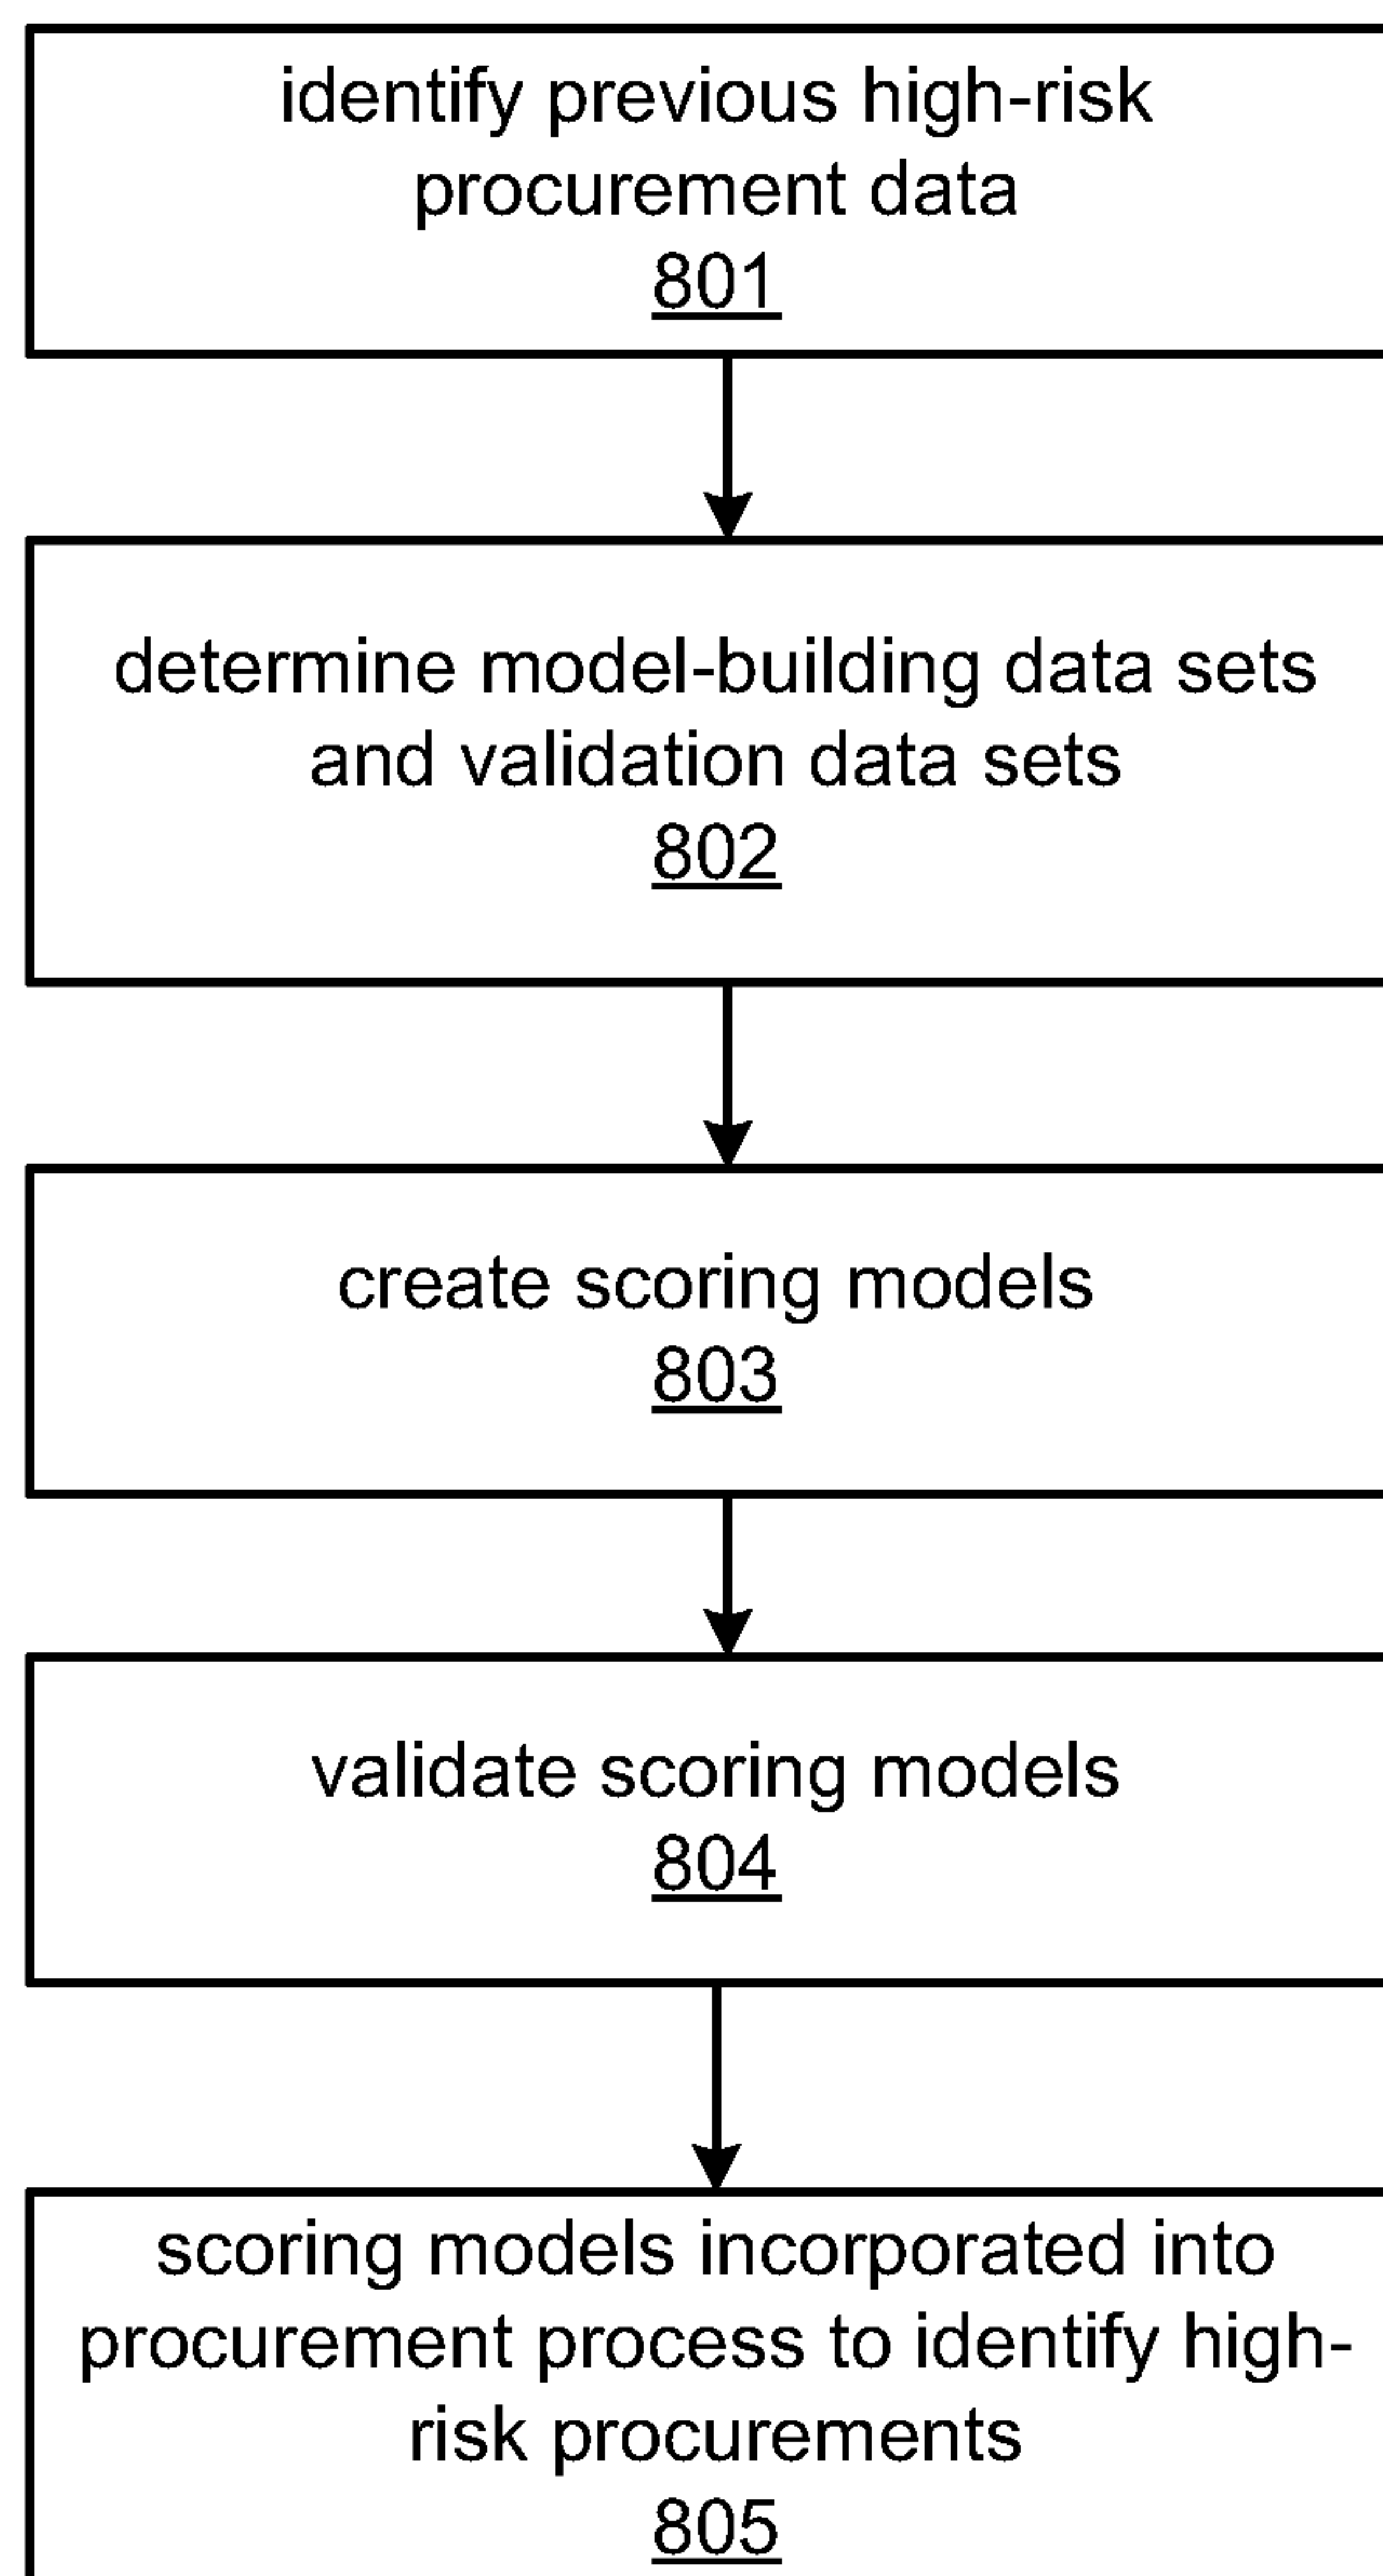 identify previous high-risk
procurement data
801
determine model-building data sets
and validation data sets
802
create scoring models
803
validate scoring models
804
scoring models incorporated into
procurement process to identify high-
risk procurements
805